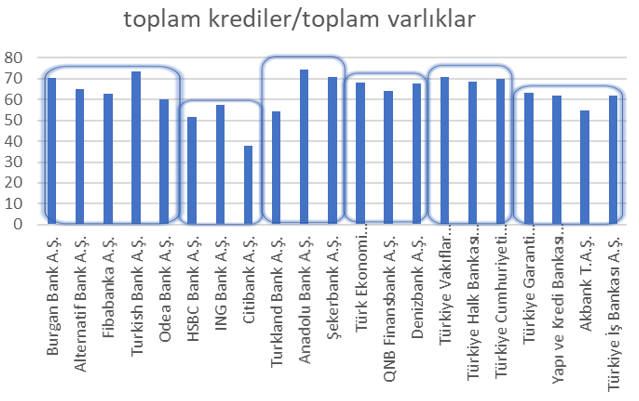 toplam krediler/toplam varlıklar
80
70
60
50
40
30
20
10
0
Burgan Bank A.Ş.
Alternatif Bank A.Ş.
Fibabanka A.Ş.
Turkish Bank A.Ş.
Odea Bank A.Ş.
HSBC Bank A.Ş.
ING Bank A.Ş.
Citibank A.Ş.
Turkland Bank A.Ş.
Anadolu Bank A.Ş.
Şekerbank A.Ş.
Türk Ekonomi...
QNB Finansbank A.Ş.
Denizbank A.Ş.
Türkiye Vakıflar...
Türkiye Halk Bankası...
Türkiye Cumhuriyeti...
Türkiye Garanti...
Yapı ve Kredi Bankası...
Akbank T.A.Ş.
Türkiye İş Bankası A.Ş.